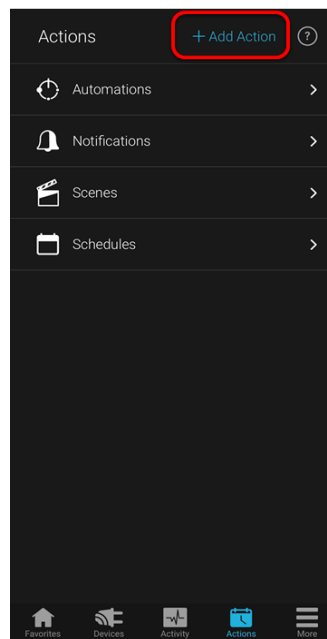 Actions
+ Add Action
?
Automations
Notifications
Scenes
Schedules
Favorites
Devices
Activity
Actions
More